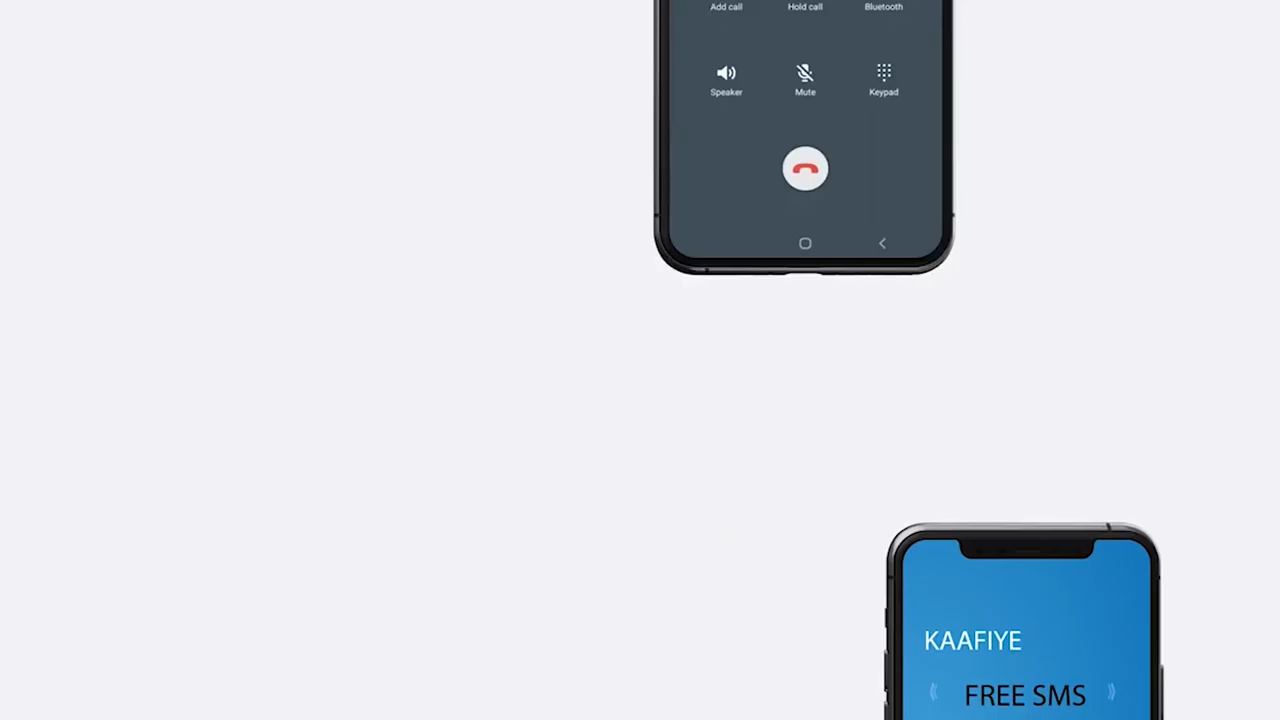 Add call Hold call Bluetooth
Speaker Mute Keypad
KAAFIYE
FREE SMS